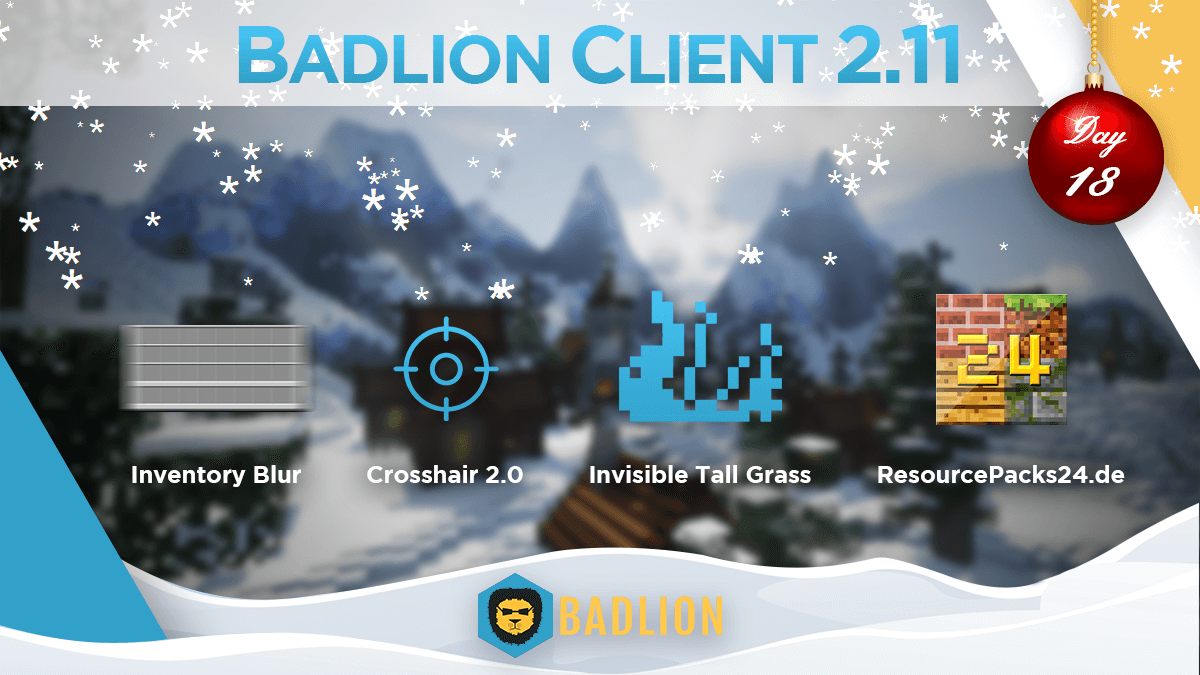 BADLION CLIENT 2.11
Day
18
24
Inventory Blur
Crosshair 2.0
Invisible Tall Grass
ResourcePacks24.de
BADLION